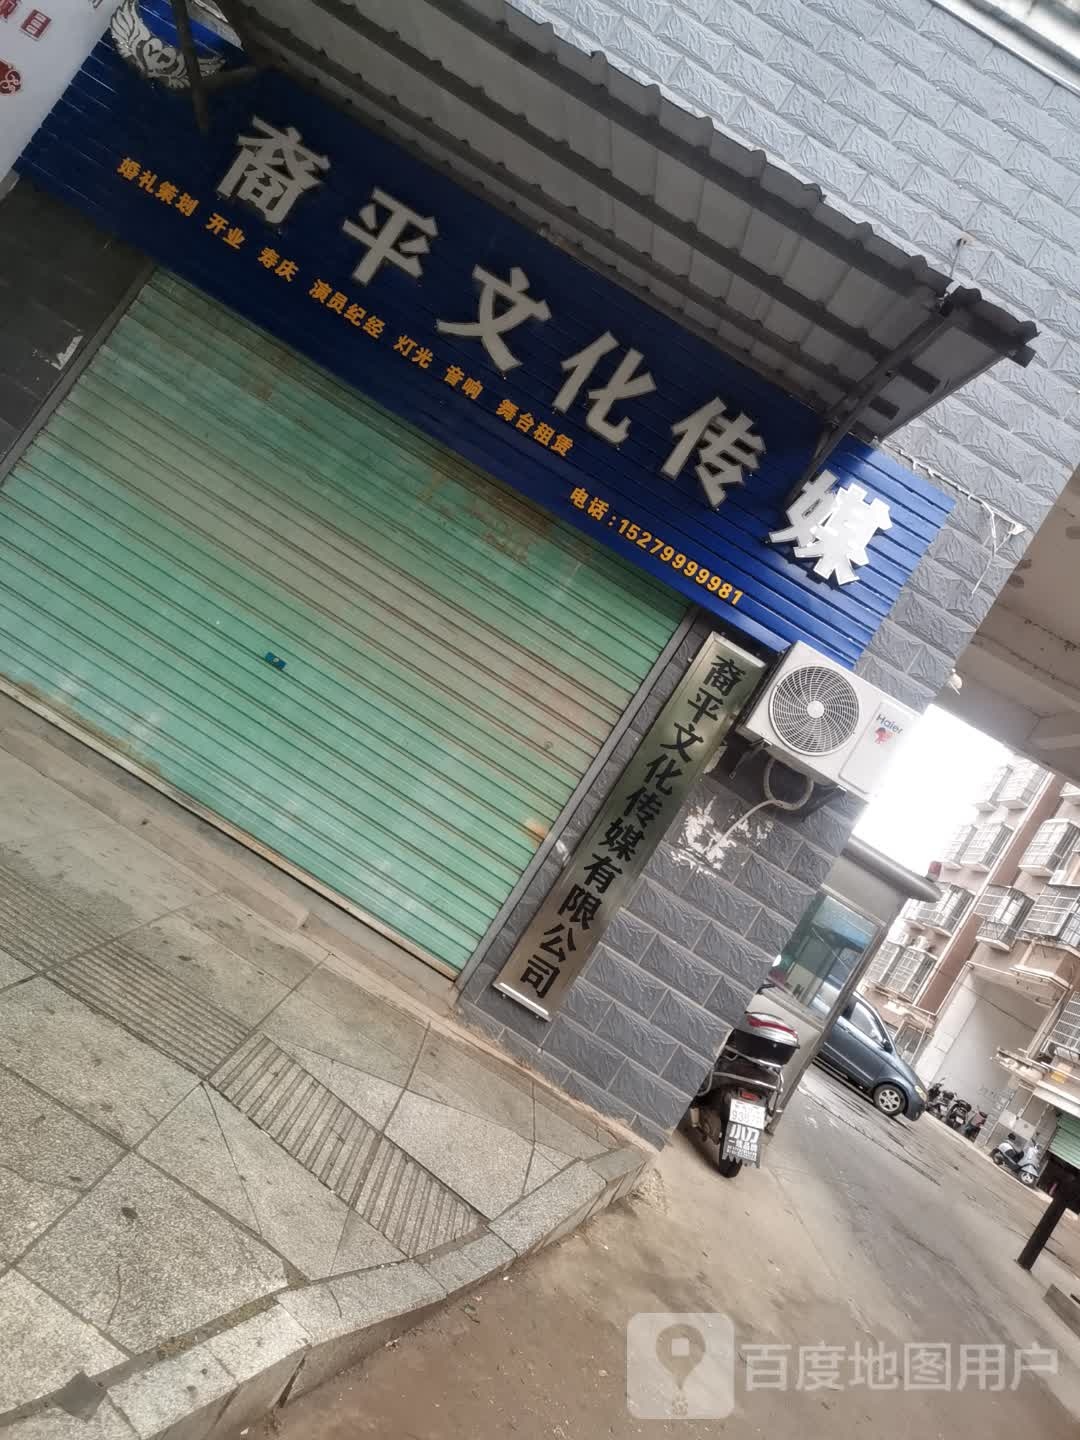 裔平文化传媒
婚礼策划 开业 寿庆 演员纪经 灯光 音响 舞台租赁
电话:15279999981
裔平文化传媒有限公司
Haier
小刀
百度地图用户